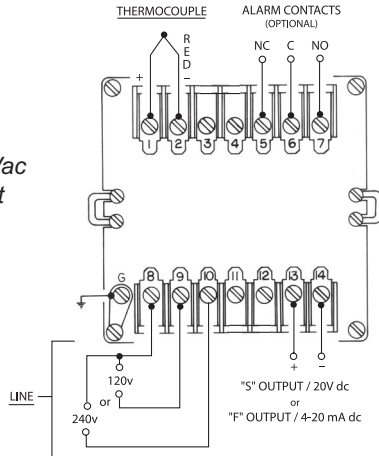 THERMOCOUPLE
ALARM CONTACTS
(OPTIONAL)
RED
NC C NO
+ −
1 2 3 4 5 6 7
G 8 9 10 11 12 13 14
LINE
120v
or
240v
+ −
"S" OUTPUT / 20V dc
or
"F" OUTPUT / 4-20 mA dc